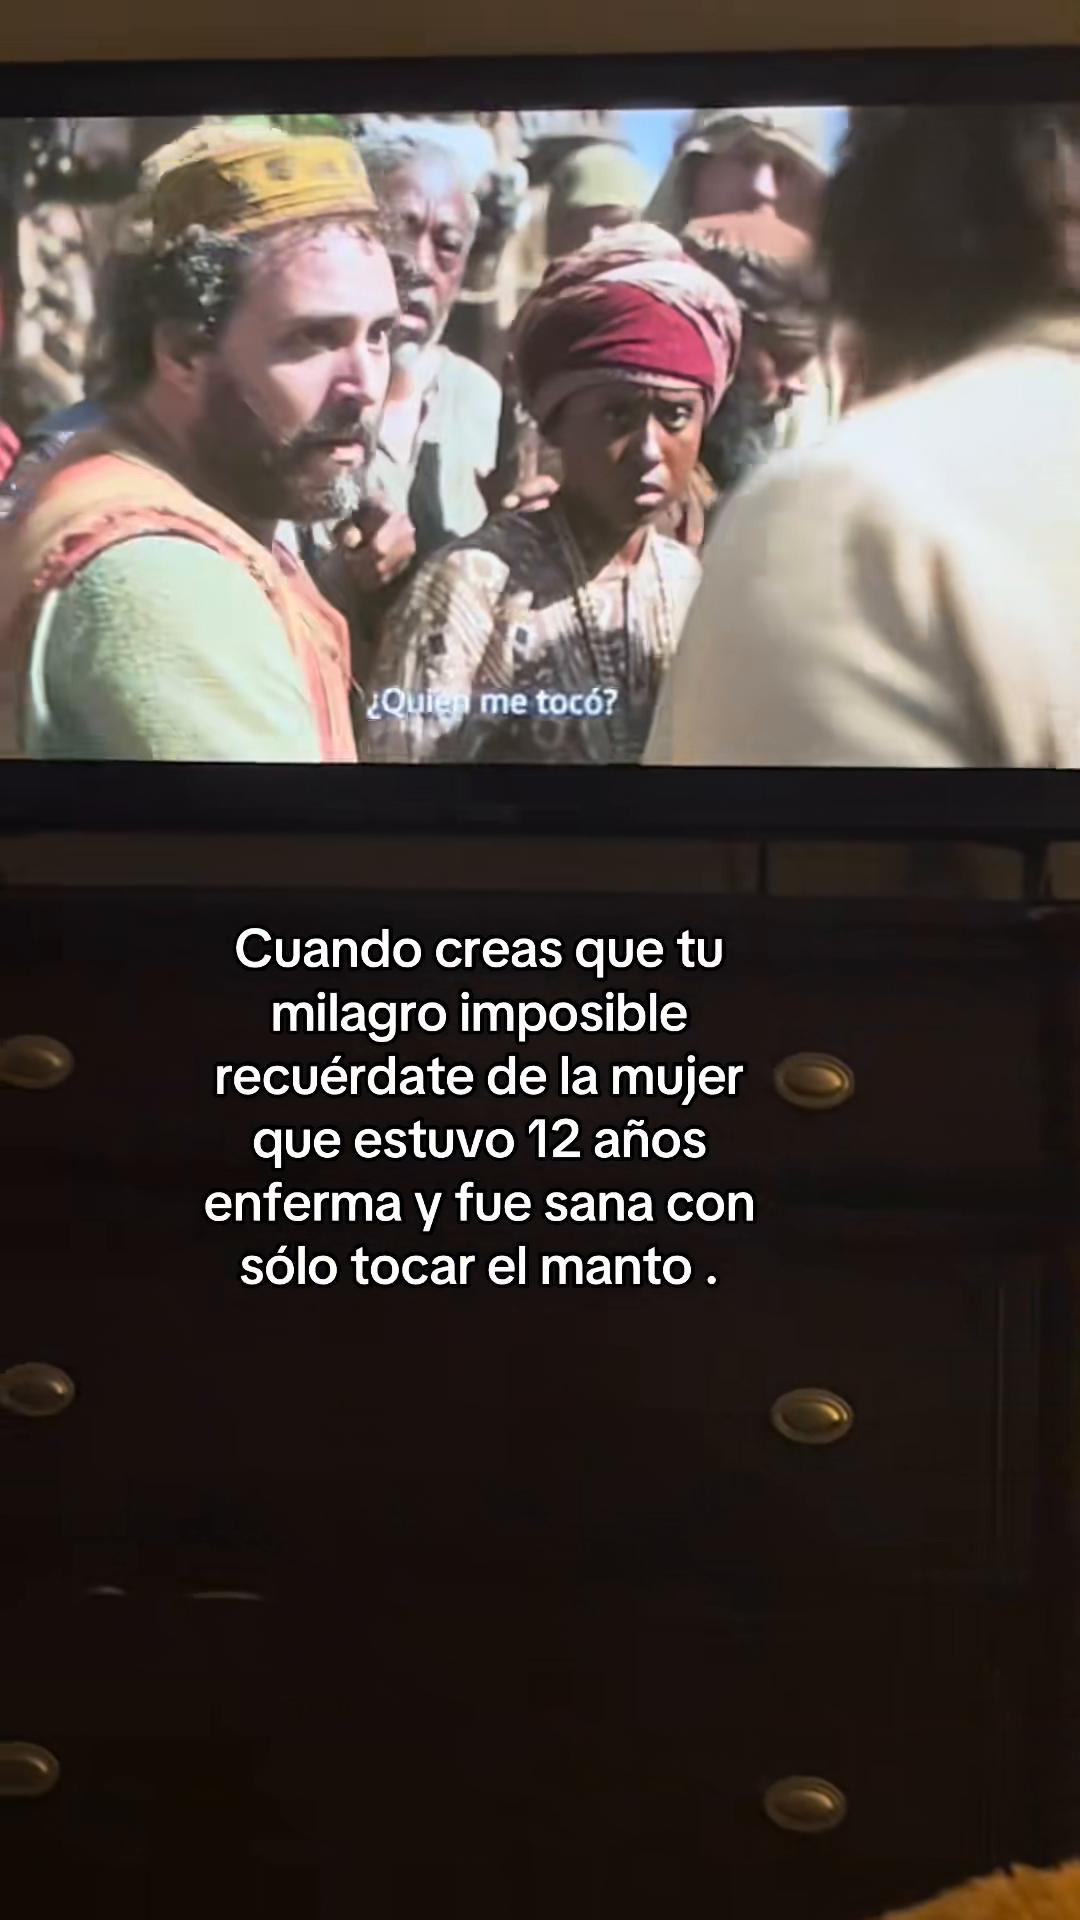 ¿Quién me tocó?
Cuando creas que tu
milagro imposible
recuérdate de la mujer
que estuvo 12 años
enferma y fue sana con
sólo tocar el manto .